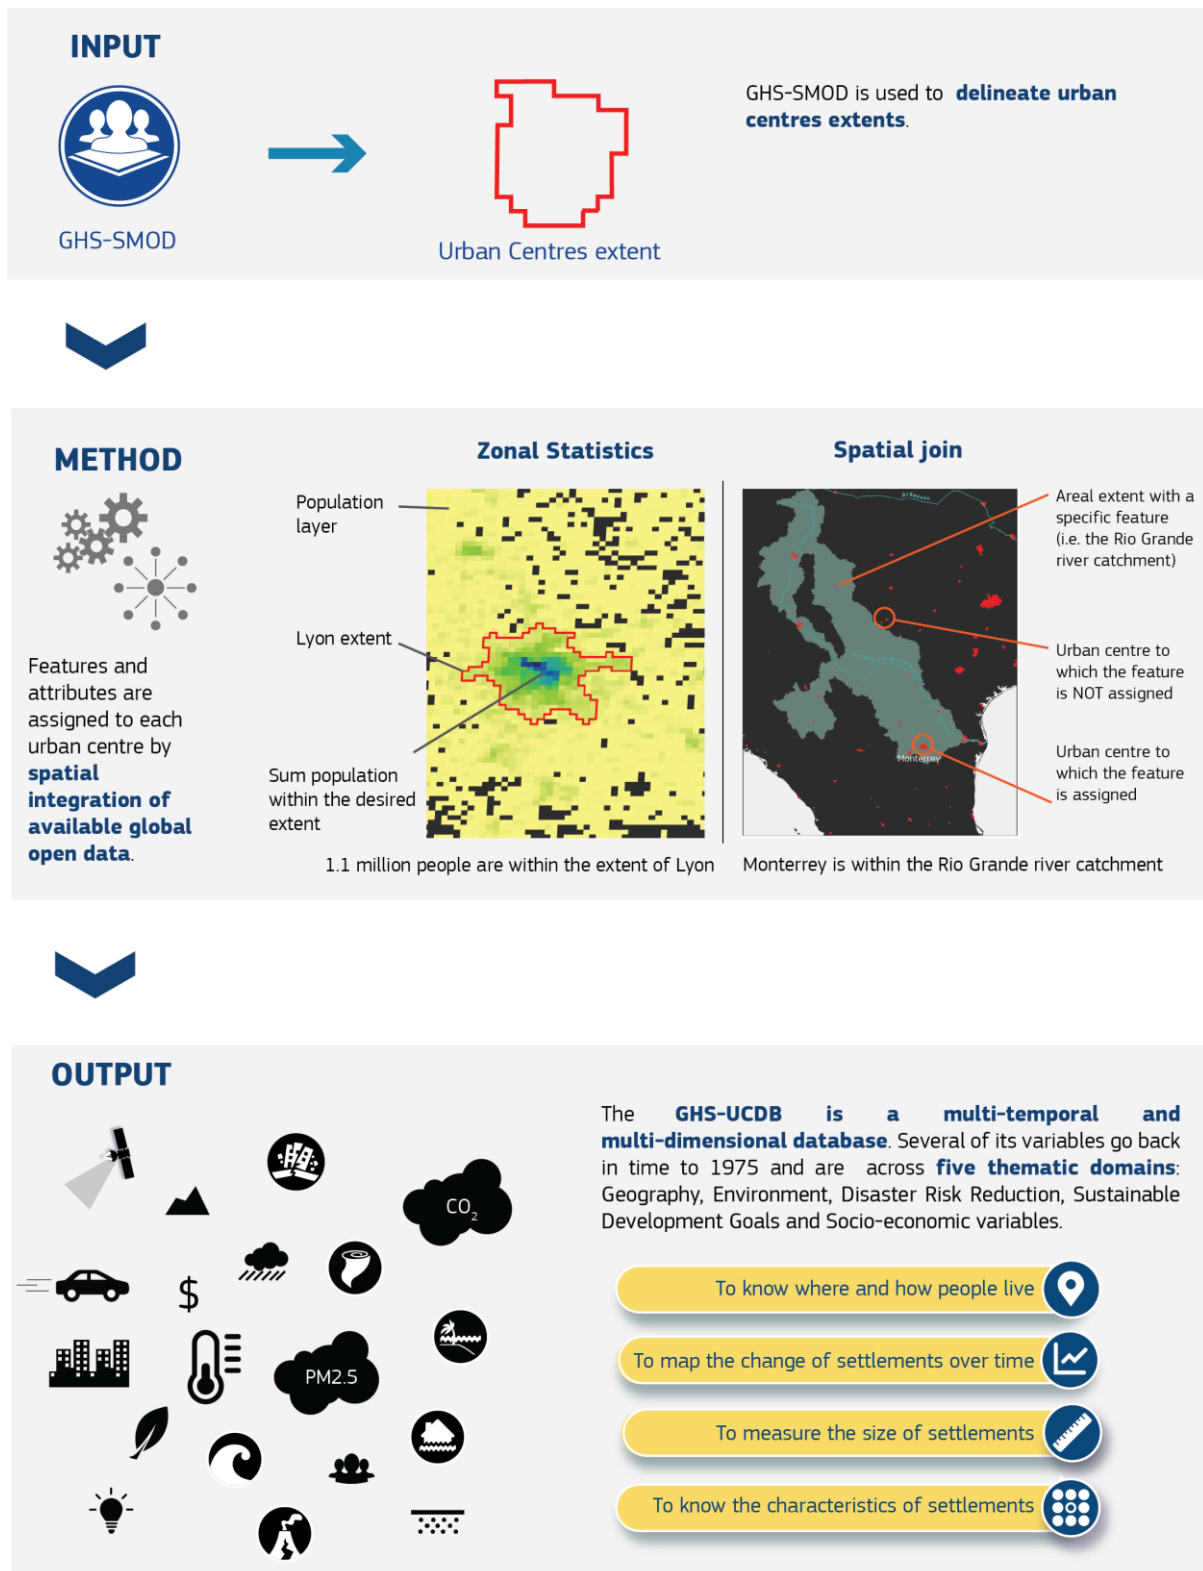 INPUT
GHS-SMOD
Urban Centres extent
GHS-SMOD is used to delineate urban
centres extents.
METHOD
Features and
attributes are
assigned to each
urban centre by
spatial
integration of
available global
open data.
Zonal Statistics
Population
layer
Lyon extent
Sum population
within the desired
extent
1.1 million people are within the extent of Lyon
Spatial join
Monterrey
Areal extent with a
specific feature
(i.e. the Rio Grande
river catchment)
Urban centre to
which the feature
is NOT assigned
Urban centre to
which the feature
is assigned
Monterrey is within the Rio Grande river catchment
OUTPUT
CO2
$
PM2.5
The GHS-UCDB is a multi-temporal and
multi-dimensional database. Several of its variables go back
in time to 1975 and are across five thematic domains:
Geography, Environment, Disaster Risk Reduction, Sustainable
Development Goals and Socio-economic variables.
To know where and how people live
To map the change of settlements over time
To measure the size of settlements
To know the characteristics of settlements